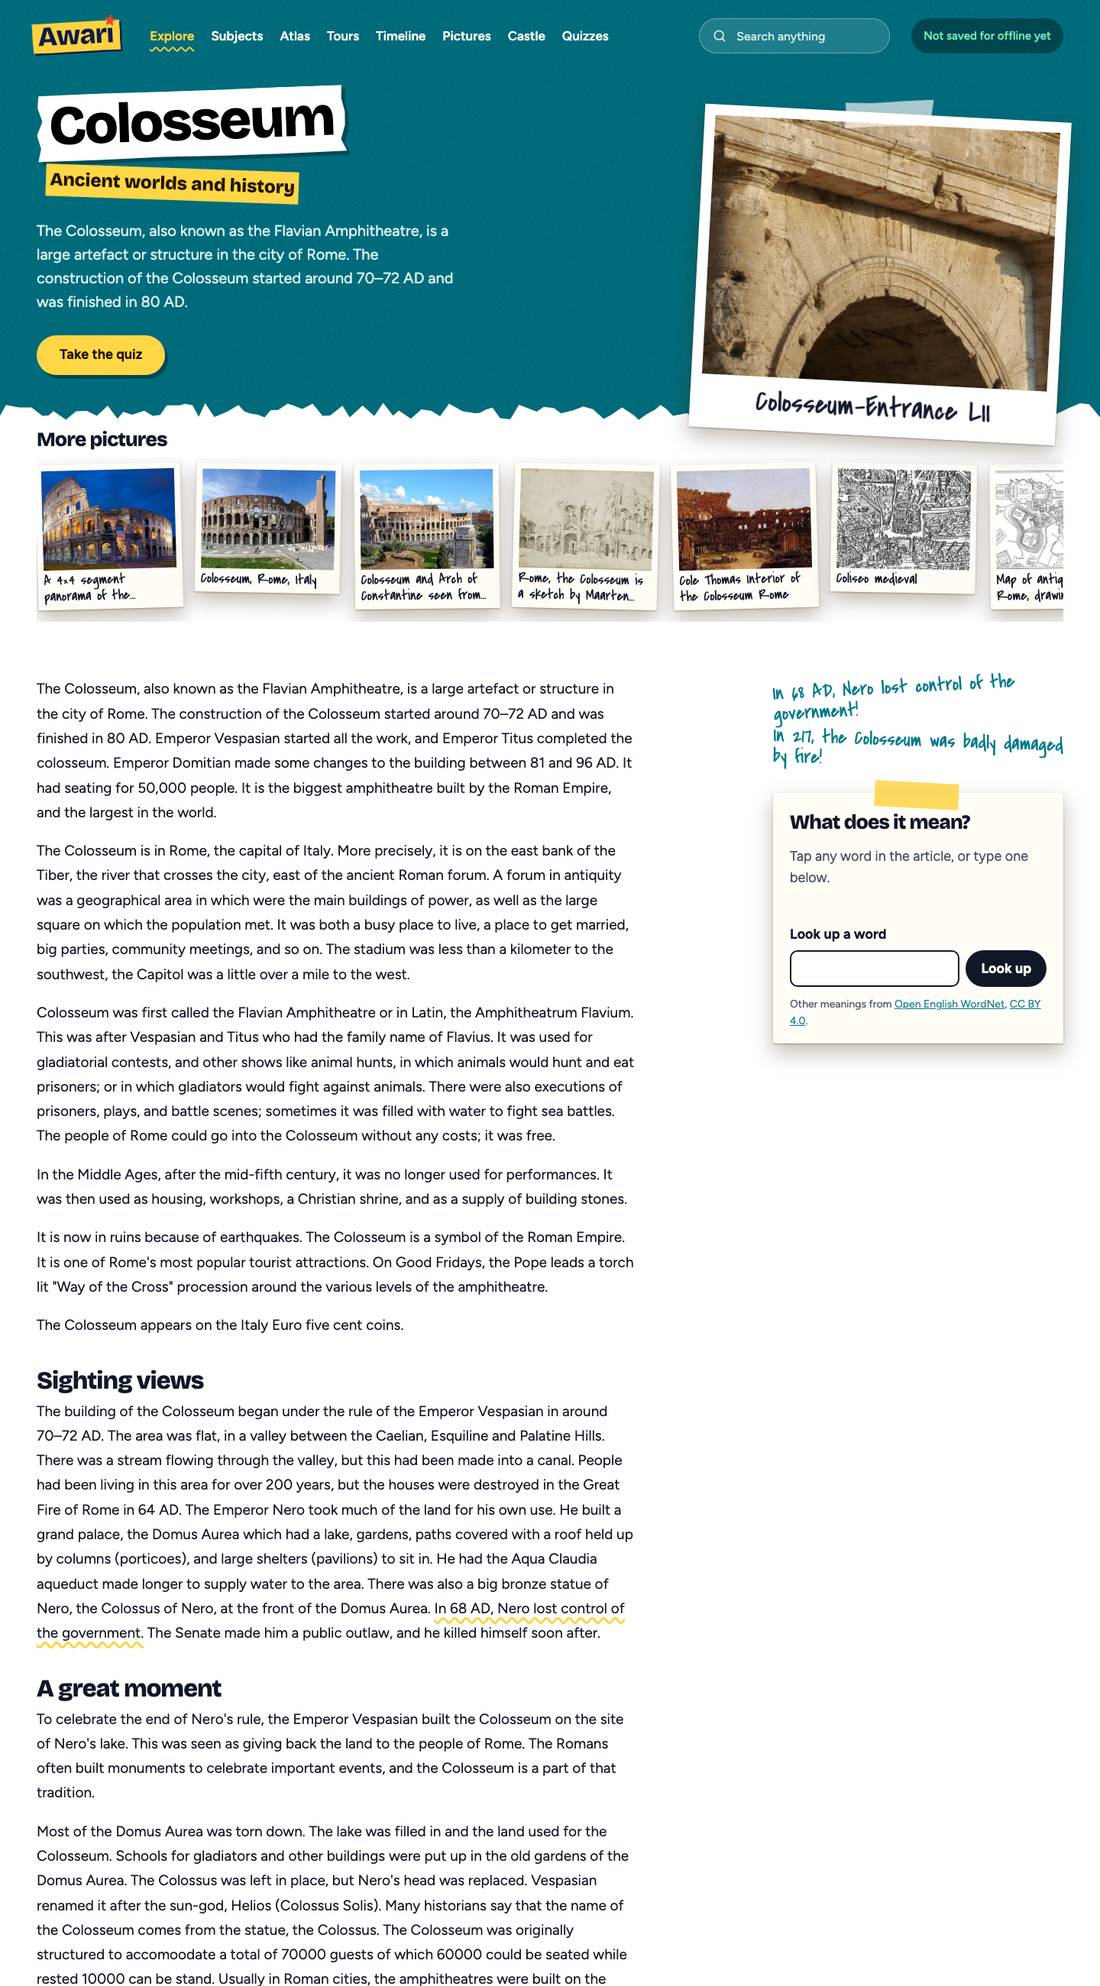 Awari
Explore
Subjects
Atlas
Tours
Timeline
Pictures
Castle
Quizzes
Search anything
Not saved for offline yet
Colosseum
Ancient worlds and history
The Colosseum, also known as the Flavian Amphitheatre, is a
large artefact or structure in the city of Rome. The
construction of the Colosseum started around 70–72 AD and
was finished in 80 AD.
Take the quiz
Colosseum-Entrance LII
More pictures
A 4x4 segment
panorama of the…
Colosseum, Rome, Italy
Colosseum and Arch of
Constantine seen from…
Rome, the Colosseum is
a sketch by Maarten…
Cole Thomas Interior of
the Colosseum Rome
Coliseo medieval
Map of antiq
Rome, drawin
The Colosseum, also known as the Flavian Amphitheatre, is a large artefact or structure in
the city of Rome. The construction of the Colosseum started around 70–72 AD and was
finished in 80 AD. Emperor Vespasian started all the work, and Emperor Titus completed the
colosseum. Emperor Domitian made some changes to the building between 81 and 96 AD. It
had seating for 50,000 people. It is the biggest amphitheatre built by the Roman Empire,
and the largest in the world.
The Colosseum is in Rome, the capital of Italy. More precisely, it is on the east bank of the
Tiber, the river that crosses the city, east of the ancient Roman forum. A forum in antiquity
was a geographical area in which were the main buildings of power, as well as the large
square on which the population met. It was both a busy place to live, a place to get married,
big parties, community meetings, and so on. The stadium was less than a kilometer to the
southwest, the Capitol was a little over a mile to the west.
Colosseum was first called the Flavian Amphitheatre or in Latin, the Amphitheatrum Flavium.
This was after Vespasian and Titus who had the family name of Flavius. It was used for
gladiatorial contests, and other shows like animal hunts, in which animals would hunt and eat
prisoners; or in which gladiators would fight against animals. There were also executions of
prisoners, plays, and battle scenes; sometimes it was filled with water to fight sea battles.
The people of Rome could go into the Colosseum without any costs; it was free.
In the Middle Ages, after the mid-fifth century, it was no longer used for performances. It
was then used as housing, workshops, a Christian shrine, and as a supply of building stones.
It is now in ruins because of earthquakes. The Colosseum is a symbol of the Roman Empire.
It is one of Rome's most popular tourist attractions. On Good Fridays, the Pope leads a torch
lit "Way of the Cross" procession around the various levels of the amphitheatre.
The Colosseum appears on the Italy Euro five cent coins.
Sighting views
The building of the Colosseum began under the rule of the Emperor Vespasian in around
70–72 AD. The area was flat, in a valley between the Caelian, Esquiline and Palatine Hills.
There was a stream flowing through the valley, but this had been made into a canal. People
had been living in this area for over 200 years, but the houses were destroyed in the Great
Fire of Rome in 64 AD. The Emperor Nero took much of the land for his own use. He built a
grand palace, the Domus Aurea which had a lake, gardens, paths covered with a roof held up
by columns (porticoes), and large shelters (pavilions) to sit in. He had the Aqua Claudia
aqueduct made longer to supply water to the area. There was also a big bronze statue of
Nero, the Colossus of Nero, at the front of the Domus Aurea. In 68 AD, Nero lost control of
the government. The Senate made him a public outlaw, and he killed himself soon after.
A great moment
To celebrate the end of Nero's rule, the Emperor Vespasian built the Colosseum on the site
of Nero's lake. This was seen as giving back the land to the people of Rome. The Romans
often built monuments to celebrate important events, and the Colosseum is a part of that
tradition.
Most of the Domus Aurea was torn down. The lake was filled in and the land used for the
Colosseum. Schools for gladiators and other buildings were put up in the old gardens of the
Domus Aurea. The Colossus was left in place, but Nero's head was replaced. Vespasian
renamed it after the sun-god, Helios (Colossus Solis). Many historians say that the name of
the Colosseum comes from the statue, the Colossus. The Colosseum was originally
structured to accomoodate a total of 70000 guests of which 60000 could be seated while
rested 10000 can be stand. Usually in Roman cities, the amphitheatres were built on the
In 68 AD, Nero lost control of the
government!
In 217, the Colosseum was badly damaged
by fire!
What does it mean?
Tap any word in the article, or type one
below.
Look up a word
Look up
Other meanings from Open English WordNet, CC BY
4.0.